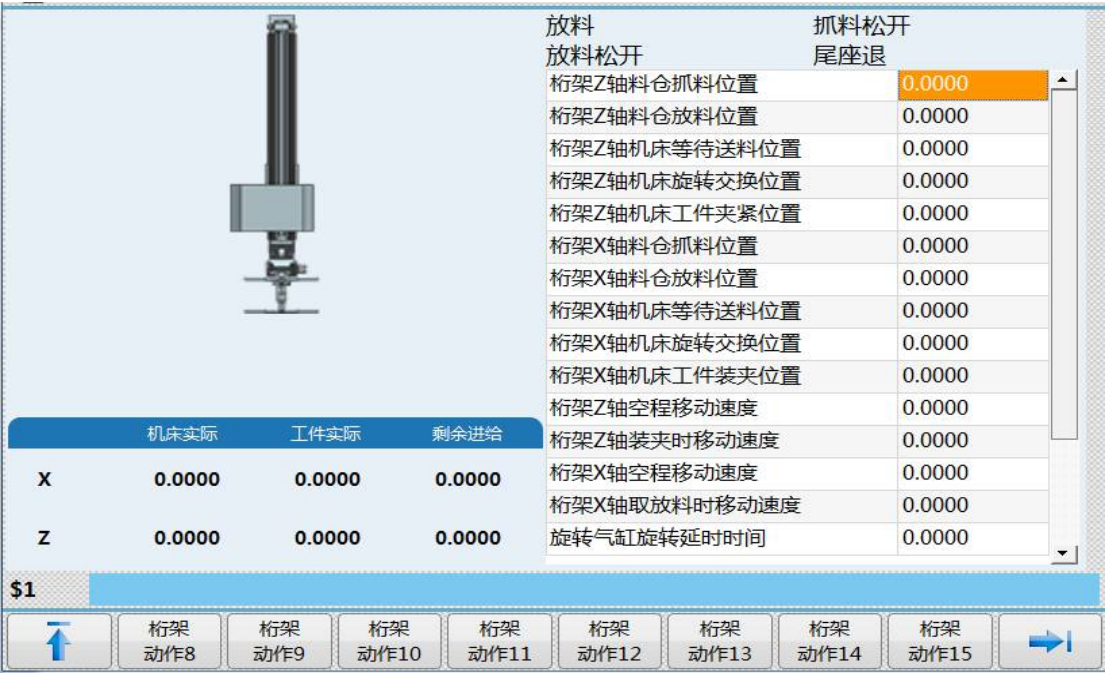 放料 抓料松开
放料松开 尾座退
桁架Z轴料仓抓料位置 0.0000
桁架Z轴料仓放料位置 0.0000
桁架Z轴机床等待送料位置 0.0000
桁架Z轴机床旋转交换位置 0.0000
桁架Z轴机床工件夹紧位置 0.0000
桁架X轴料仓抓料位置 0.0000
桁架X轴料仓放料位置 0.0000
桁架X轴机床等待送料位置 0.0000
桁架X轴机床旋转交换位置 0.0000
桁架X轴机床工件装夹位置 0.0000
桁架Z轴空程移动速度 0.0000
桁架Z轴装夹时移动速度 0.0000
桁架X轴空程移动速度 0.0000
桁架X轴取放料时移动速度 0.0000
旋转气缸旋转延时时间 0.0000
机床实际 工件实际 剩余进给
X 0.0000 0.0000 0.0000
Z 0.0000 0.0000 0.0000
$1
桁架 桁架 桁架 桁架 桁架 桁架 桁架 桁架
动作8 动作9 动作10 动作11 动作12 动作13 动作14 动作15